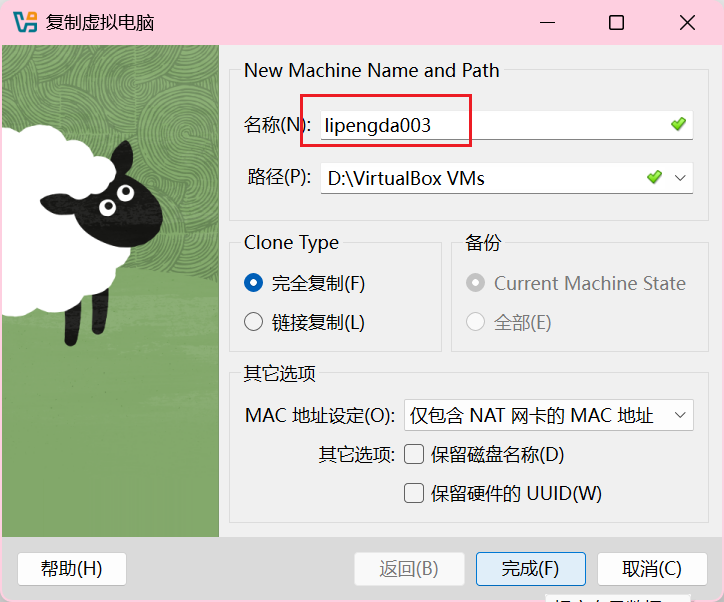 复制虚拟电脑
New Machine Name and Path
名称(N): lipengda003
路径(P): D:\VirtualBox VMs
Clone Type
备份
完全复制(F)
Current Machine State
链接复制(L)
全部(E)
其它选项
MAC 地址设定(O): 仅包含 NAT 网卡的 MAC 地址
其它选项: 保留磁盘名称(D)
保留硬件的 UUID(W)
帮助(H)
返回(B)
完成(F)
取消(C)